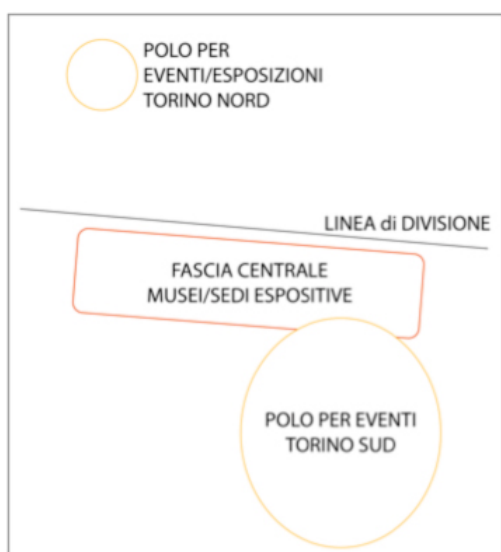 POLO PER
EVENTI/ESPOSIZIONI
TORINO NORD
LINEA di DIVISIONE
FASCIA CENTRALE
MUSEI/SEDI ESPOSITIVE
POLO PER EVENTI
TORINO SUD